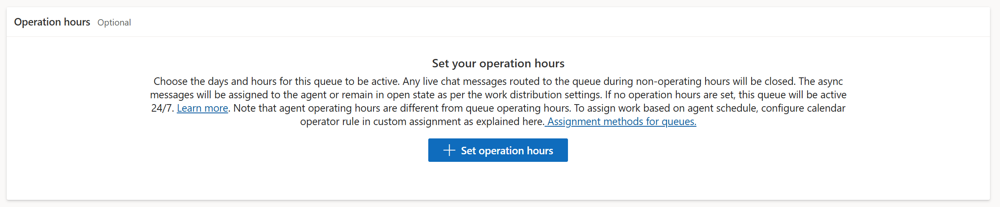 Operation hours Optional
Set your operation hours
Choose the days and hours for this queue to be active. Any live chat messages routed to the queue during non-operating hours will be closed. The async
messages will be assigned to the agent or remain in open state as per the work distribution settings. If no operation hours are set, this queue will be active
24/7. Learn more. Note that agent operating hours are different from queue operating hours. To assign work based on agent schedule, configure calendar
operator rule in custom assignment as explained here. Assignment methods for queues.
Set operation hours